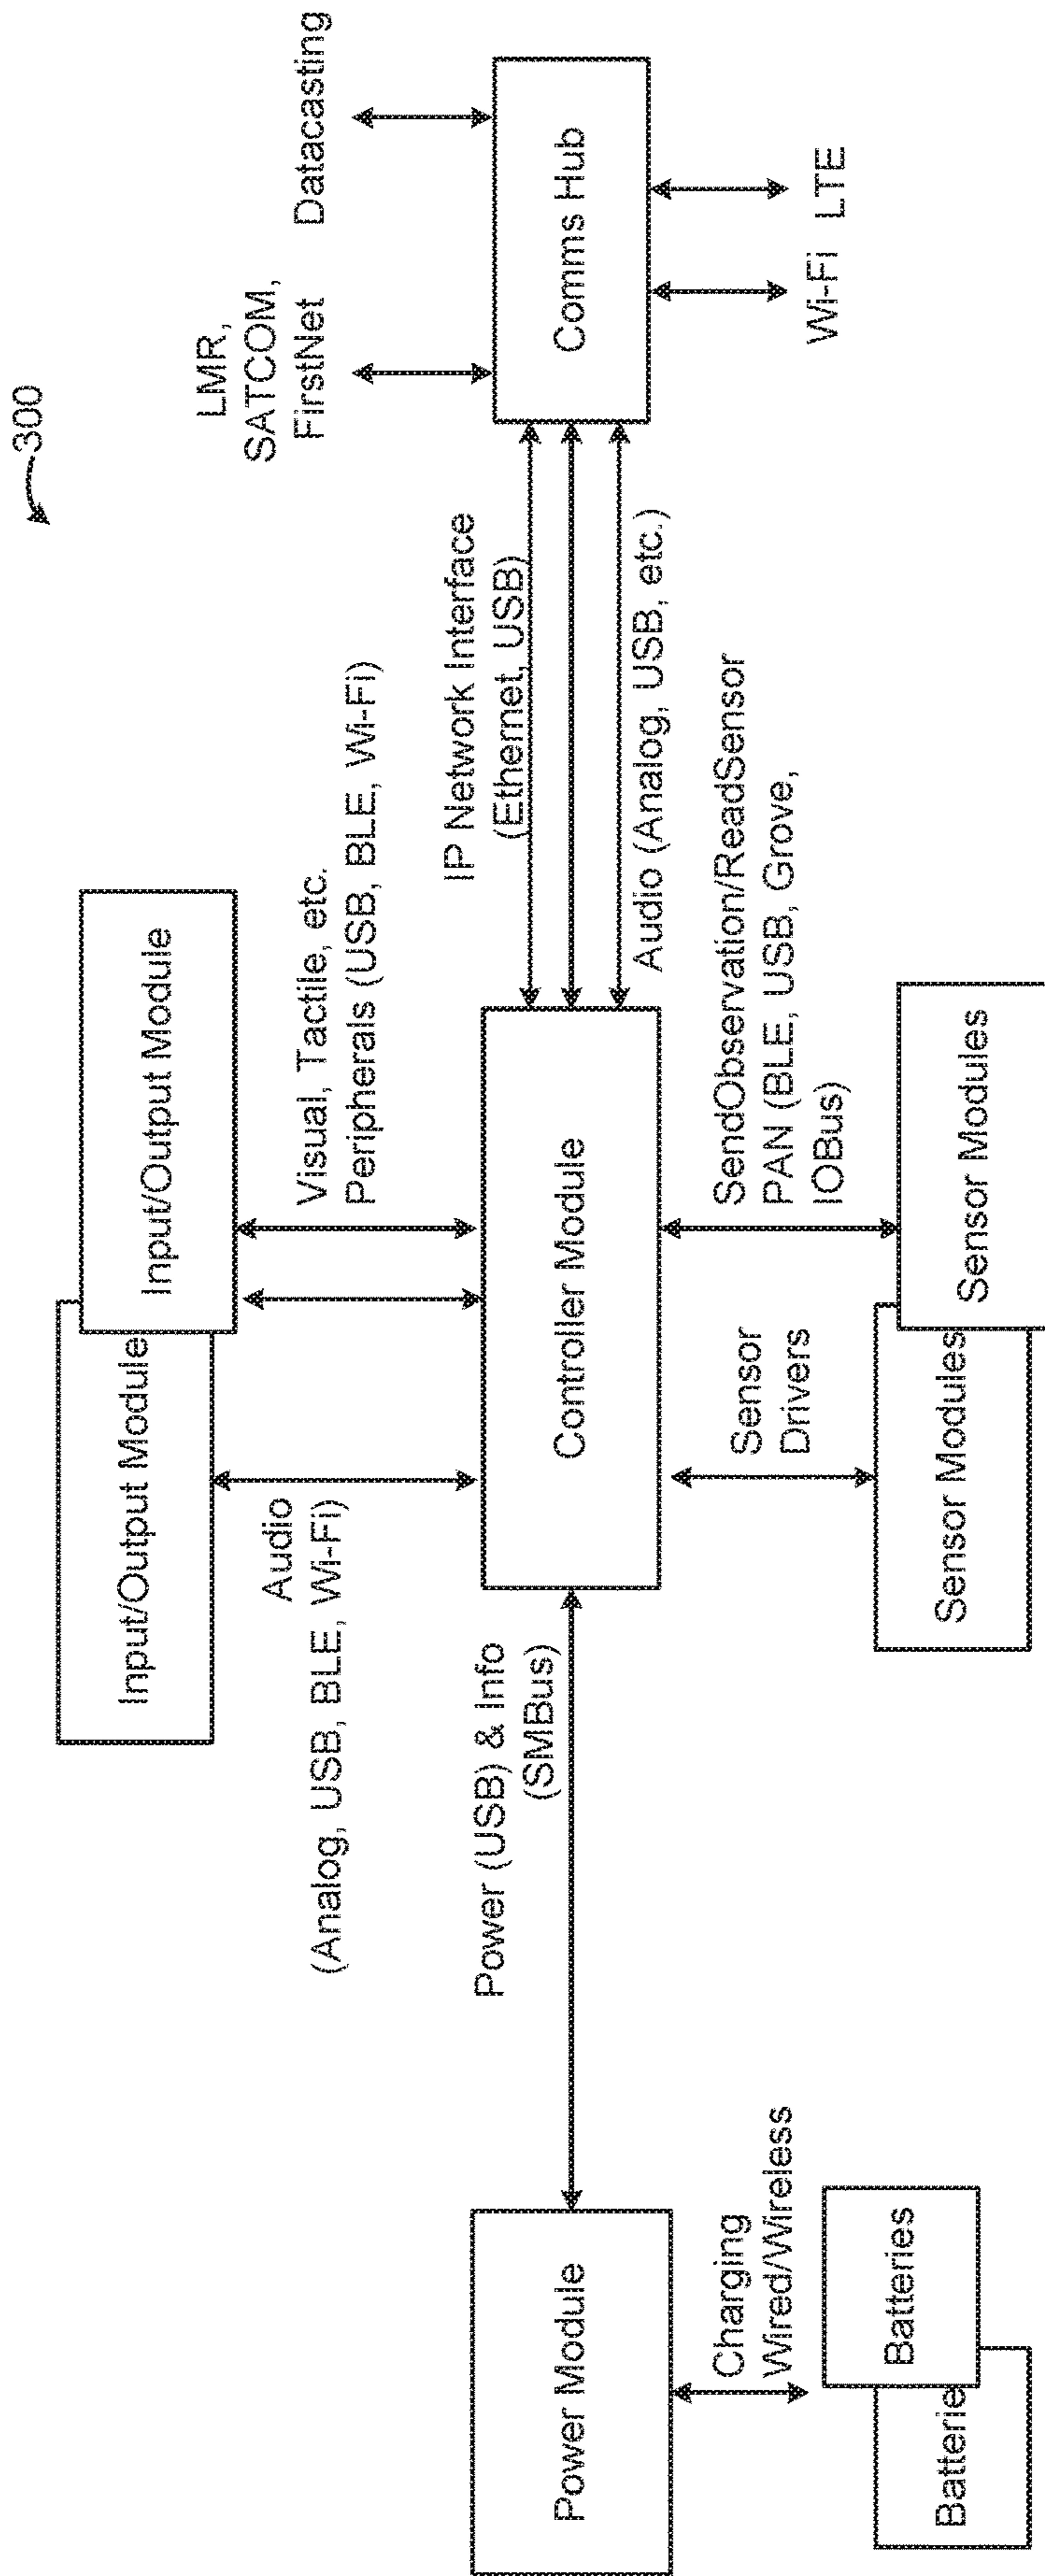 300
LMR,
SATCOM,
FirstNet
Datacasting
Comms Hub
Wi-Fi
LTE
IP Network Interface
(Ethernet, USB)
Audio (Analog, USB, etc.)
Input/Output Module
Input/Output Module
Visual, Tactile, etc.
Peripherals (USB, BLE, Wi-Fi)
Audio
(Analog, USB, BLE, Wi-Fi)
Controller Module
SendObservation/ReadSensor
PAN (BLE, USB, Grove,
IOBus)
Sensor
Drivers
Sensor Modules
Sensor Modules
Power (USB) & Info
(SMBus)
Power Module
Charging
Wired/Wireless
Batteries
Batterie